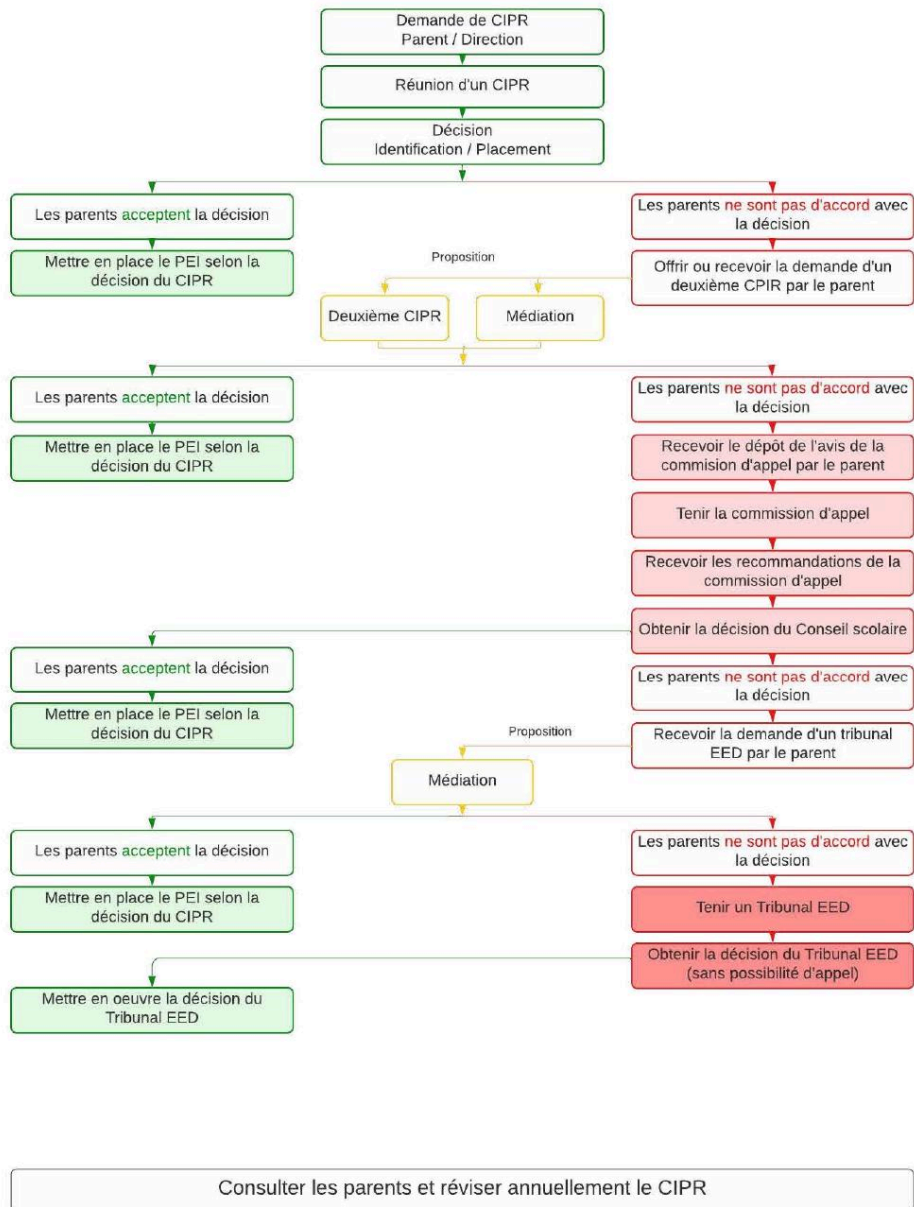 Demande de CIPR
Parent / Direction
Réunion d'un CIPR
Décision
Identification / Placement
Les parents acceptent la décision
Les parents ne sont pas d'accord avec
la décision
Mettre en place le PEI selon la
décision du CIPR
Proposition
Offrir ou recevoir la demande d'un
deuxième CPIR par le parent
Deuxième CIPR
Médiation
Les parents acceptent la décision
Les parents ne sont pas d'accord avec
la décision
Mettre en place le PEI selon la
décision du CIPR
Recevoir le dépôt de l'avis de la
commision d'appel par le parent
Tenir la commission d'appel
Recevoir les recommandations de la
commission d'appel
Obtenir la décision du Conseil scolaire
Les parents acceptent la décision
Les parents ne sont pas d'accord avec
la décision
Mettre en place le PEI selon la
décision du CIPR
Proposition
Recevoir la demande d'un tribunal
EED par le parent
Médiation
Les parents acceptent la décision
Les parents ne sont pas d'accord avec
la décision
Mettre en place le PEI selon la
décision du CIPR
Tenir un Tribunal EED
Obtenir la décision du Tribunal EED
(sans possibilité d'appel)
Mettre en oeuvre la décision du
Tribunal EED
Consulter les parents et réviser annuellement le CIPR